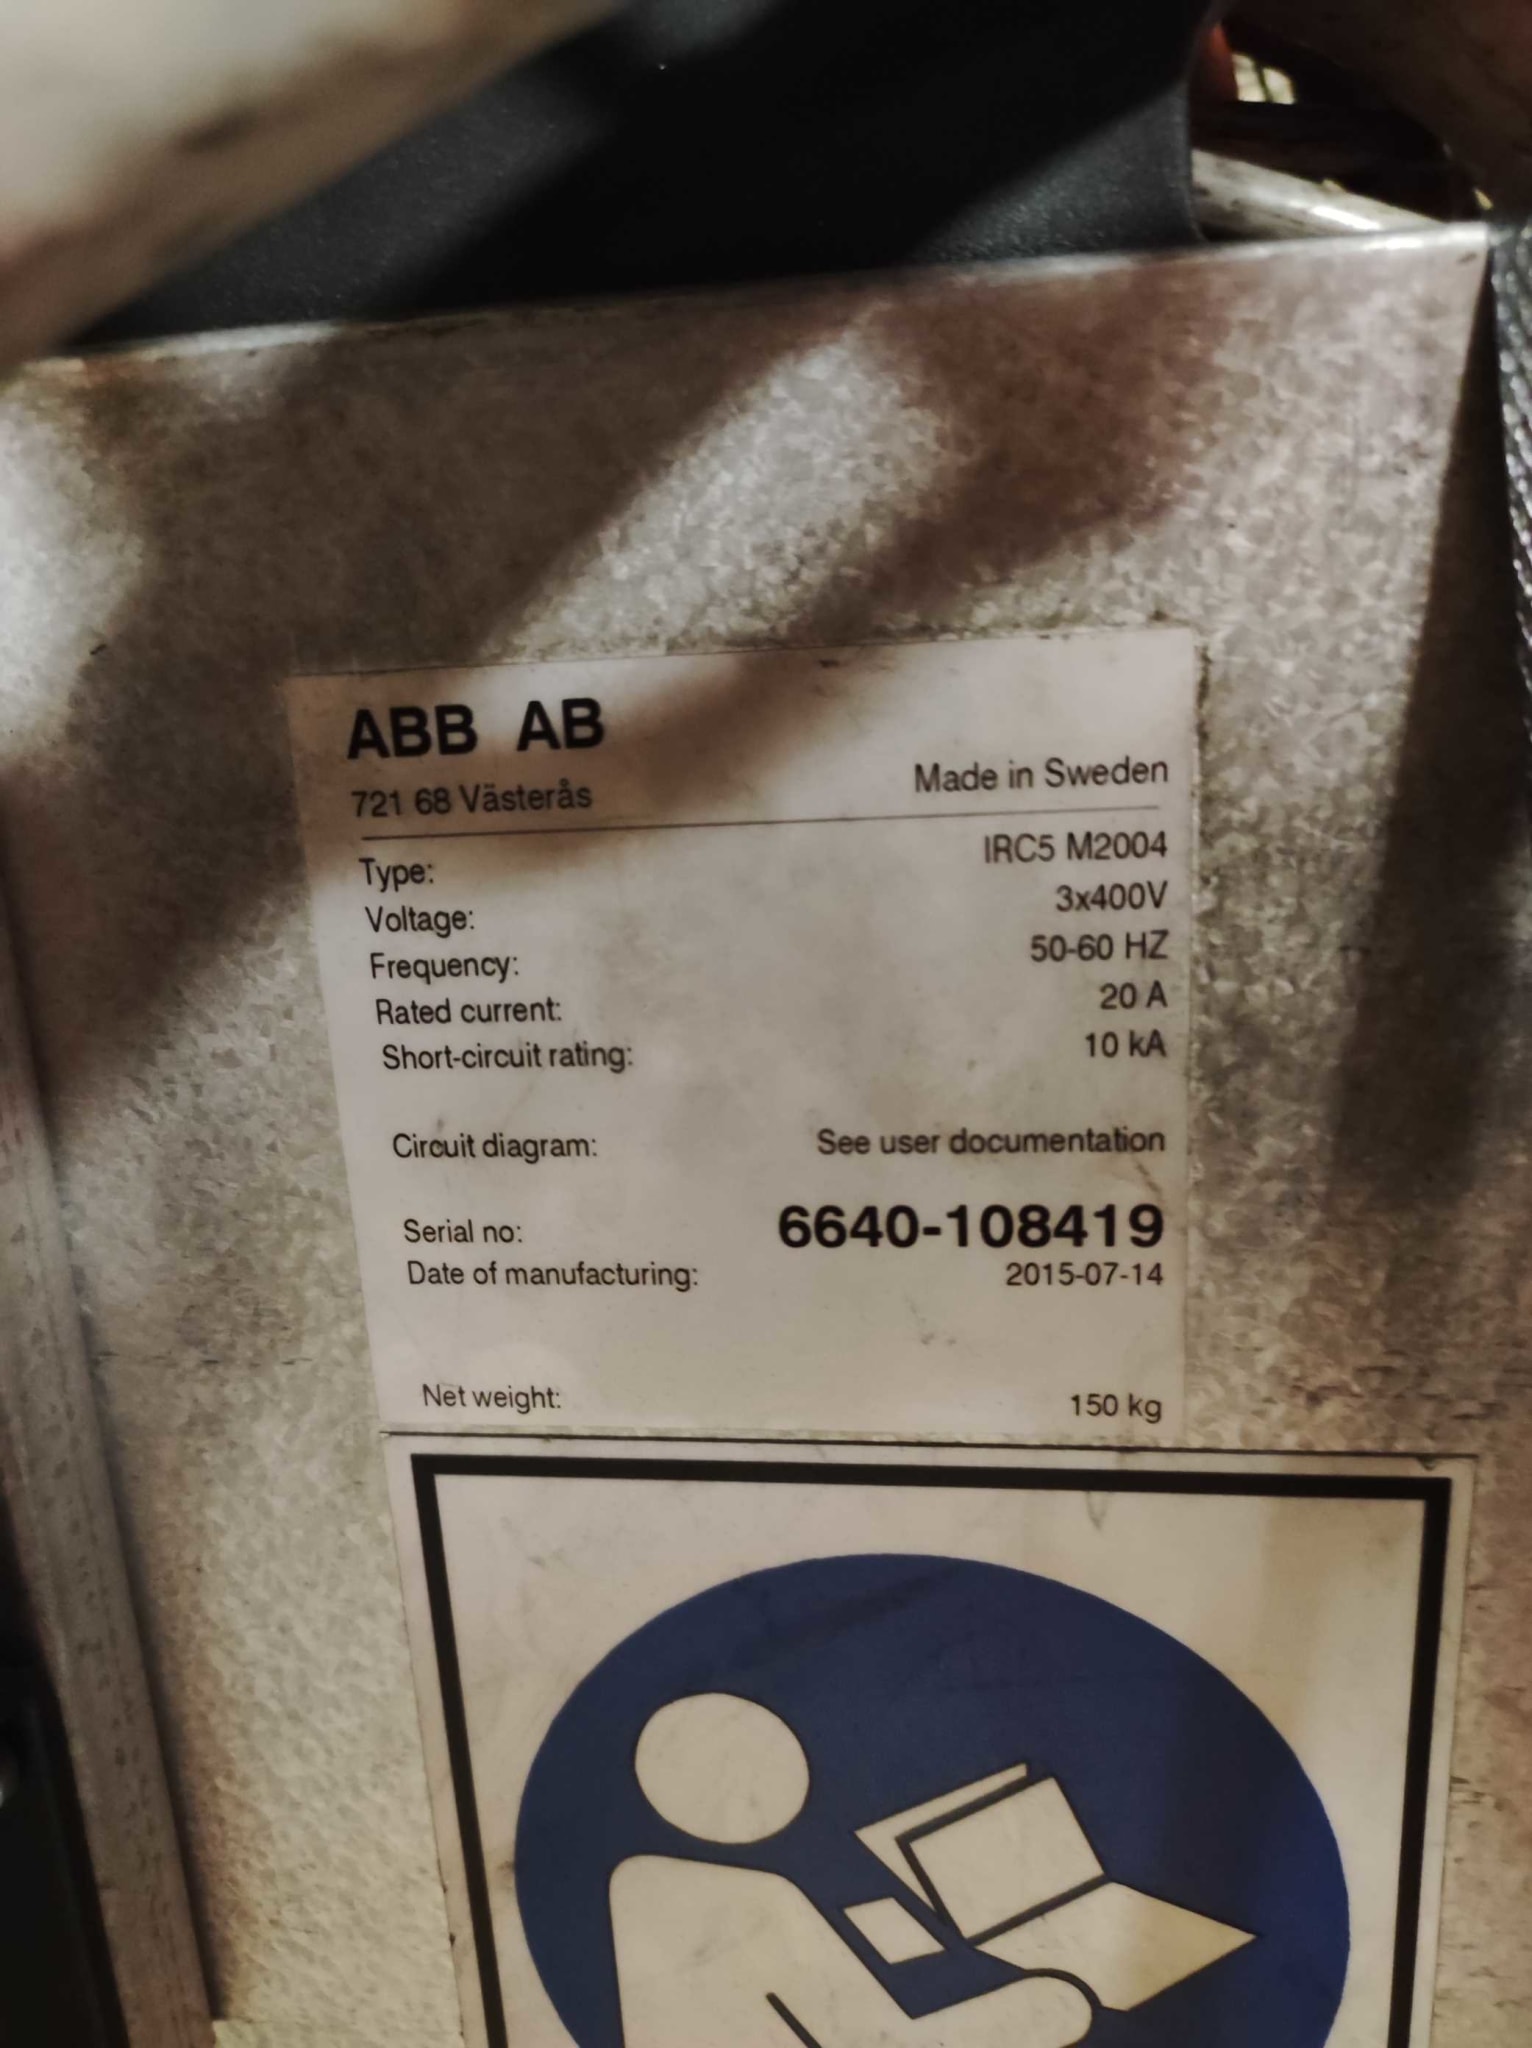 ABB AB
721 68 Västerås Made in Sweden
Type: IRC5 M2004
Voltage: 3x400V
Frequency: 50-60 HZ
Rated current: 20 A
Short-circuit rating: 10 kA
Circuit diagram: See user documentation
Serial no: 6640-108419
Date of manufacturing: 2015-07-14
Net weight: 150 kg